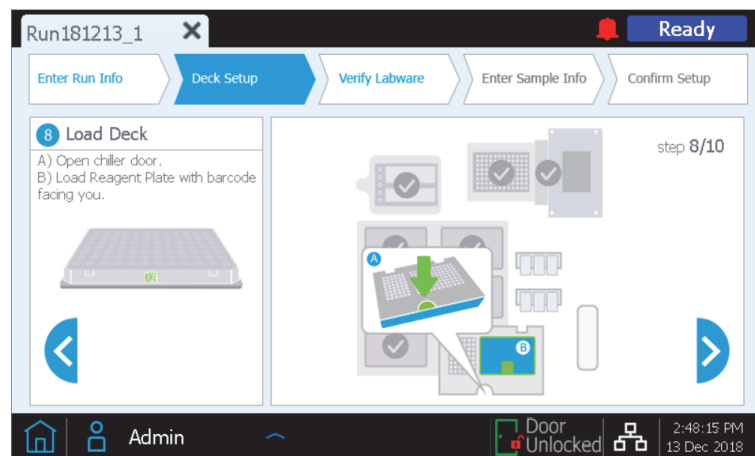 Run181213_1
Ready
Enter Run Info
Deck Setup
Verify Labware
Enter Sample Info
Confirm Setup
8 Load Deck
A) Open chiller door.
B) Load Reagent Plate with barcode
facing you.
step 8/10
A
B
Admin
Door
Unlocked
2:48:15 PM
13 Dec 2018